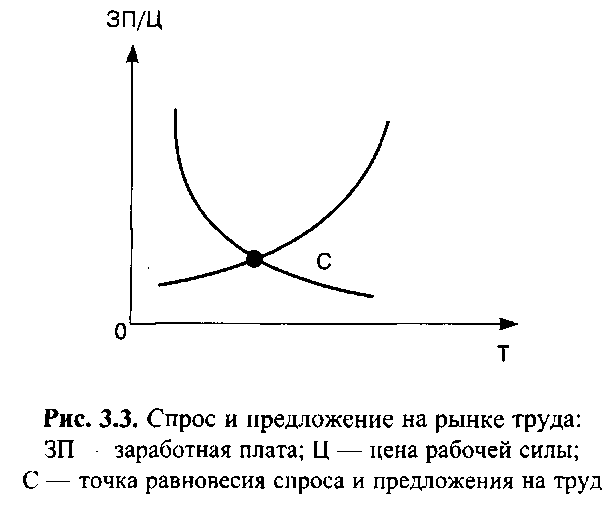 ЗП/Ц
С
0
Т
Рис. 3.3. Спрос и предложение на рынке труда:
ЗП - заработная плата; Ц — цена рабочей силы;
С — точка равновесия спроса и предложения на труд